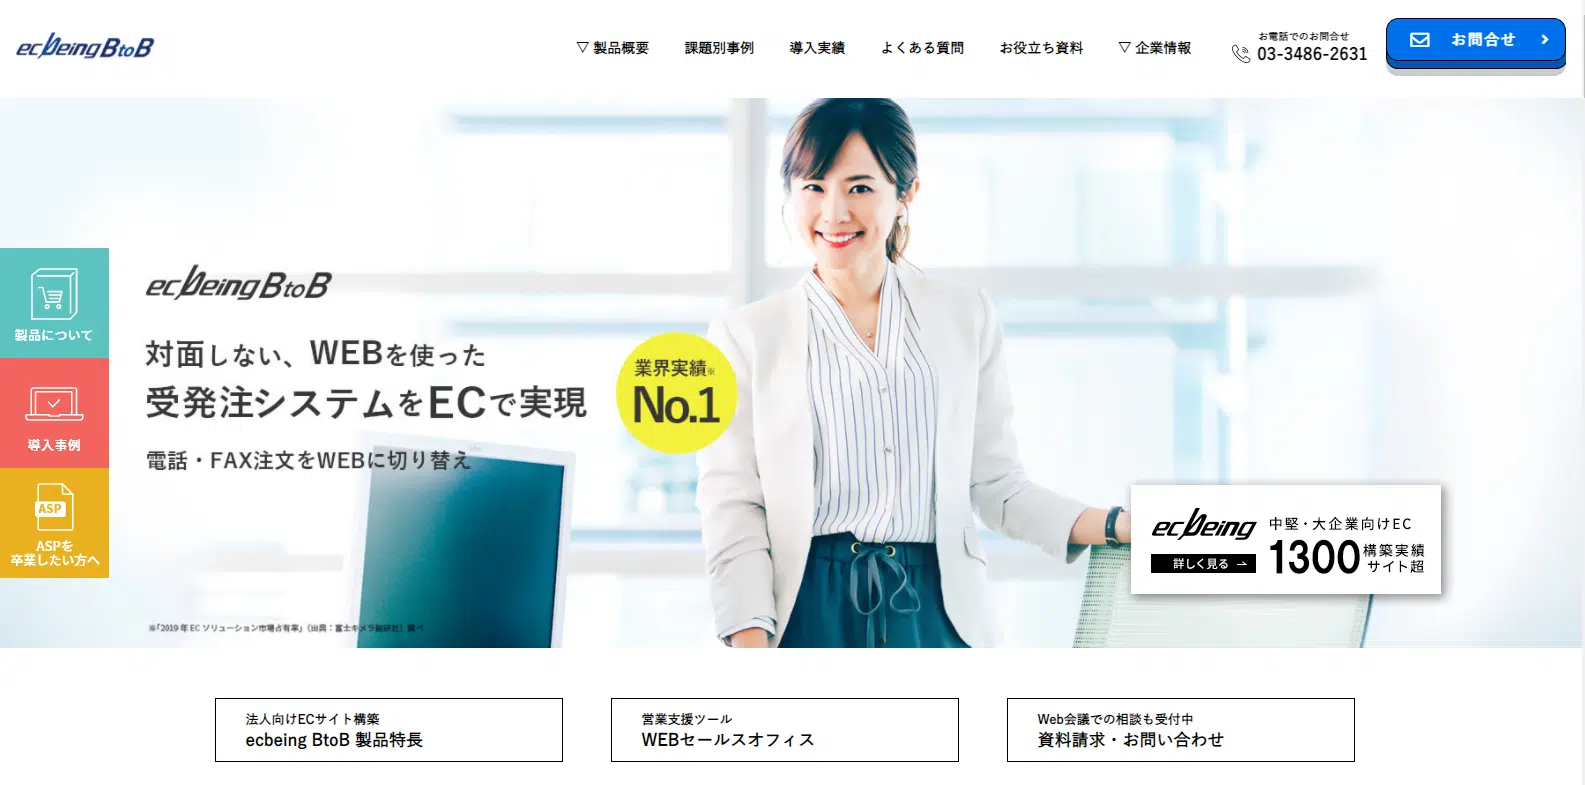 ecbeing BtoB
▽ 製品概要
課題別事例
導入実績
よくある質問
お役立ち資料
▽ 企業情報
お電話でのお問合せ
03-3486-2631
お問合せ
製品について
導入事例
ASP
ASPを
卒業したい方へ
ecbeing BtoB
対面しない、WEBを使った
受発注システムをECで実現
電話・FAX注文をWEBに切り替え
業界実績※
No.1
※「2019年 EC ソリューション市場占有率」(出典:富士キメラ総研社) 調べ
ecbeing
詳しく見る →
中堅・大企業向けEC
1300 構築実績
サイト超
法人向けECサイト構築
ecbeing BtoB 製品特長
営業支援ツール
WEBセールスオフィス
Web会議での相談も受付中
資料請求・お問い合わせ